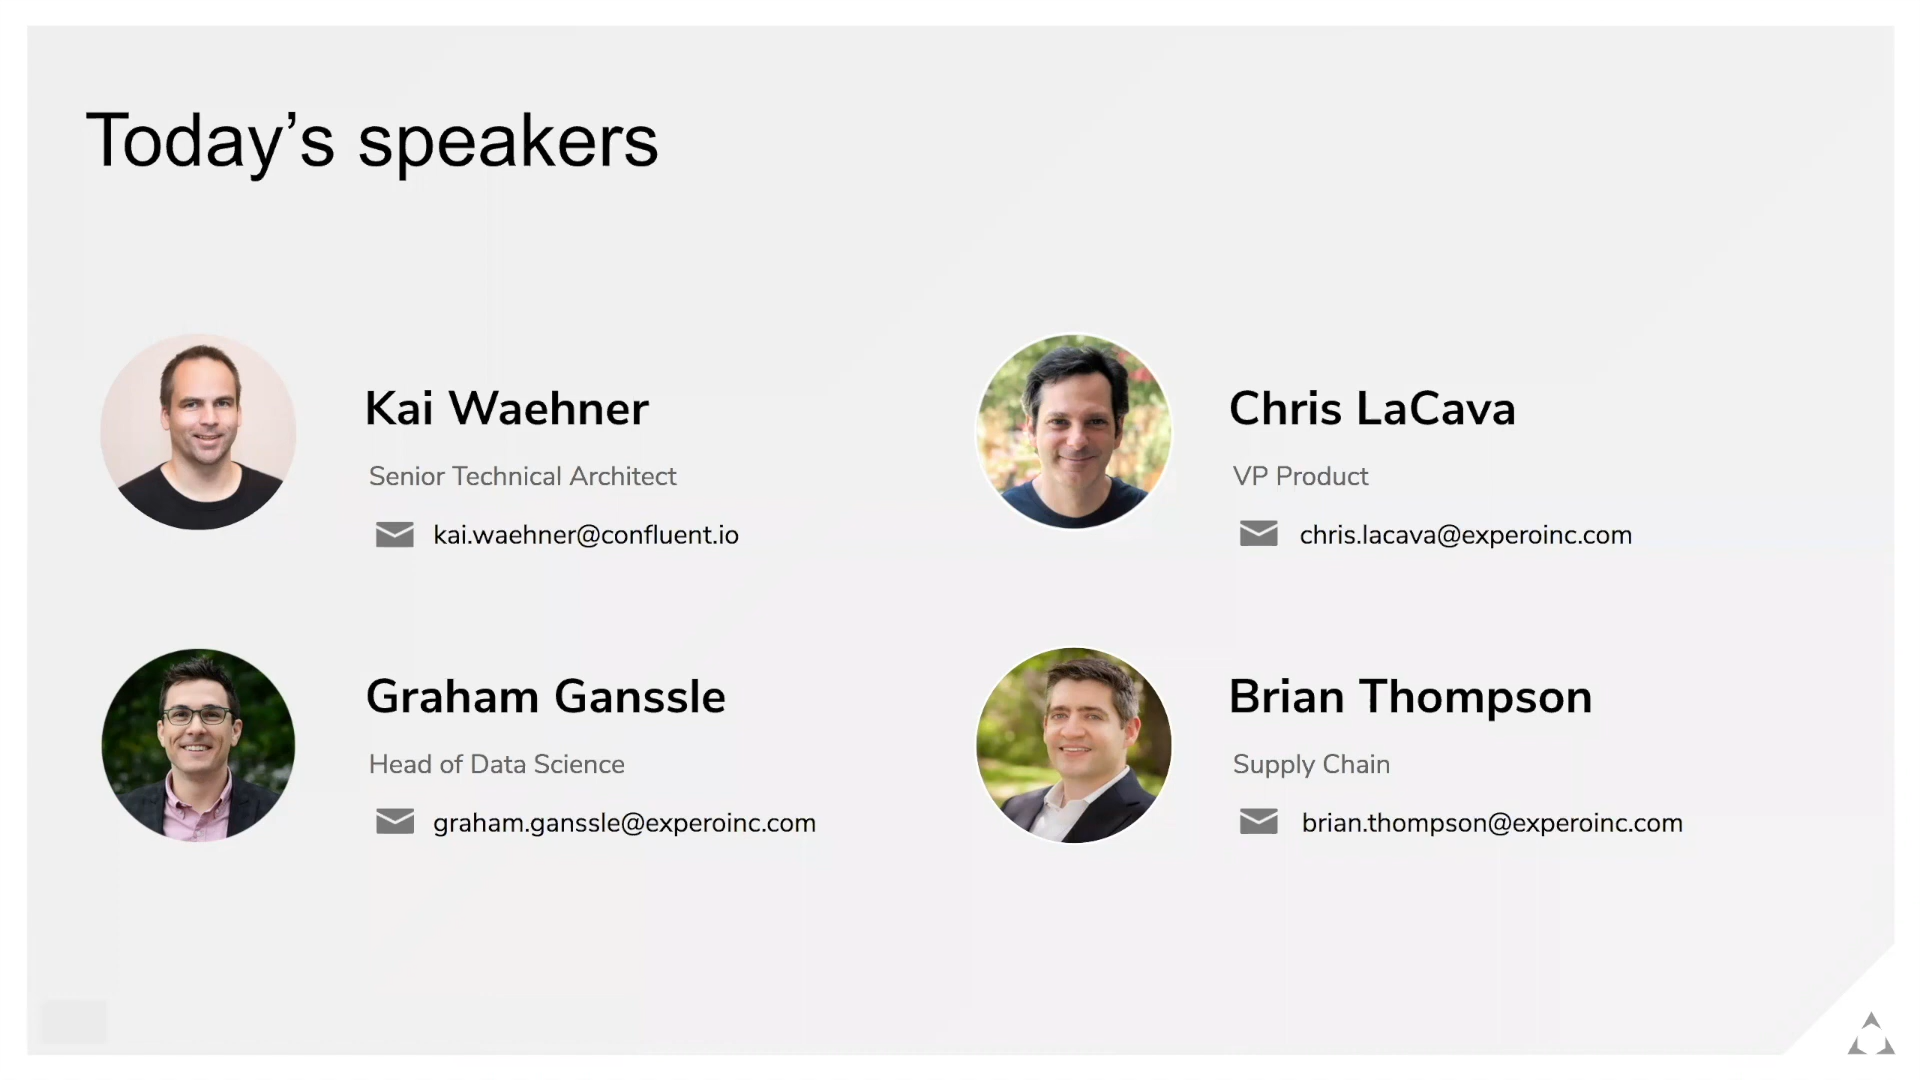 Today’s speakers
Kai Waehner
Senior Technical Architect
kai.waehner@confluent.io
Chris LaCava
VP Product
chris.lacava@experoinc.com
Graham Ganssle
Head of Data Science
graham.ganssle@experoinc.com
Brian Thompson
Supply Chain
brian.thompson@experoinc.com